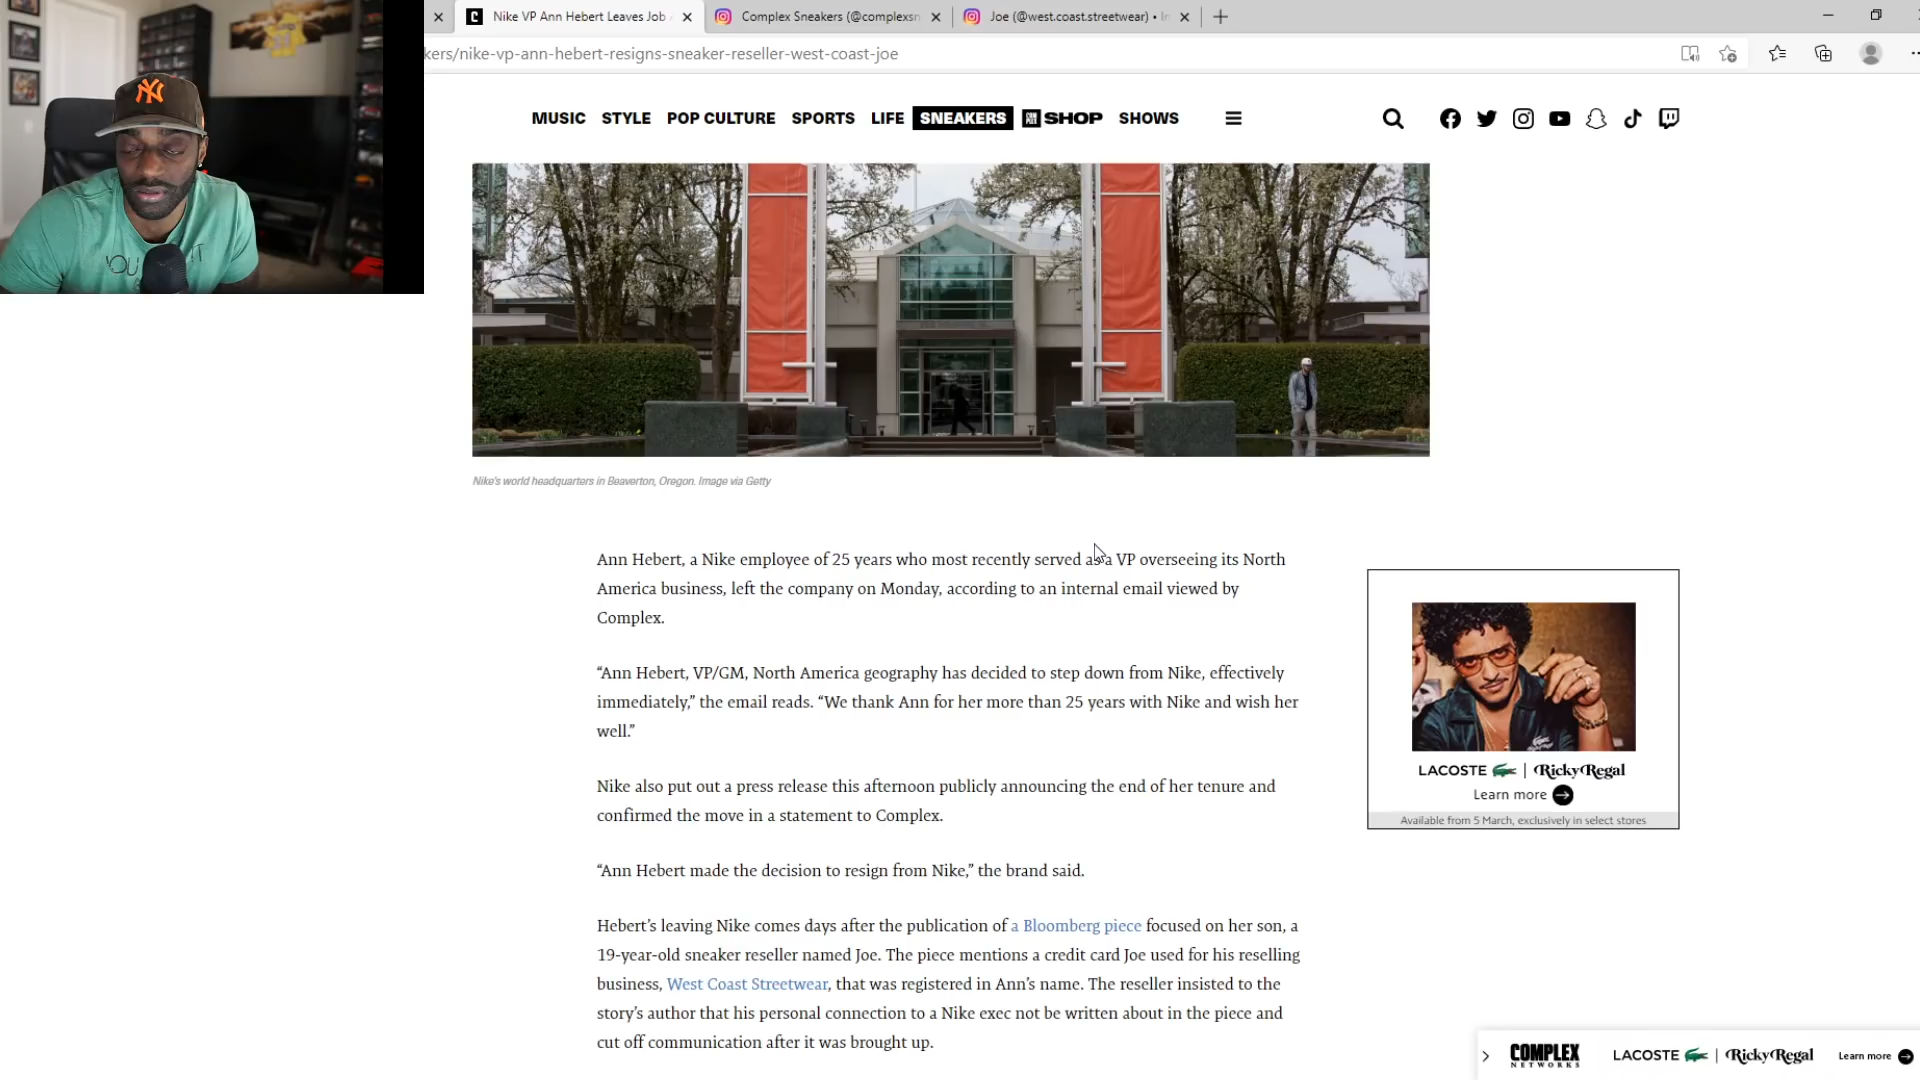 Nike VP Ann Hebert Leaves Job
Complex Sneakers (@complexsn
Joe (@west.coast.streetwear) • In
kers/nike-vp-ann-hebert-resigns-sneaker-reseller-west-coast-joe
MUSIC STYLE POP CULTURE SPORTS LIFE SNEAKERS COMPLEX SHOP SHOWS
NY
Nike's world headquarters in Beaverton, Oregon. Image via Getty
Ann Hebert, a Nike employee of 25 years who most recently served as a VP overseeing its North
America business, left the company on Monday, according to an internal email viewed by
Complex.
“Ann Hebert, VP/GM, North America geography has decided to step down from Nike, effectively
immediately,” the email reads. “We thank Ann for her more than 25 years with Nike and wish her
well.”
Nike also put out a press release this afternoon publicly announcing the end of her tenure and
confirmed the move in a statement to Complex.
“Ann Hebert made the decision to resign from Nike,” the brand said.
Hebert’s leaving Nike comes days after the publication of a Bloomberg piece focused on her son, a
19-year-old sneaker reseller named Joe. The piece mentions a credit card Joe used for his reselling
business, West Coast Streetwear, that was registered in Ann’s name. The reseller insisted to the
story’s author that his personal connection to a Nike exec not be written about in the piece and
cut off communication after it was brought up.
LACOSTE | RickyRegal
Learn more
Available from 5 March, exclusively in select stores
COMPLEX
NETWORKS
LACOSTE | RickyRegal
Learn more